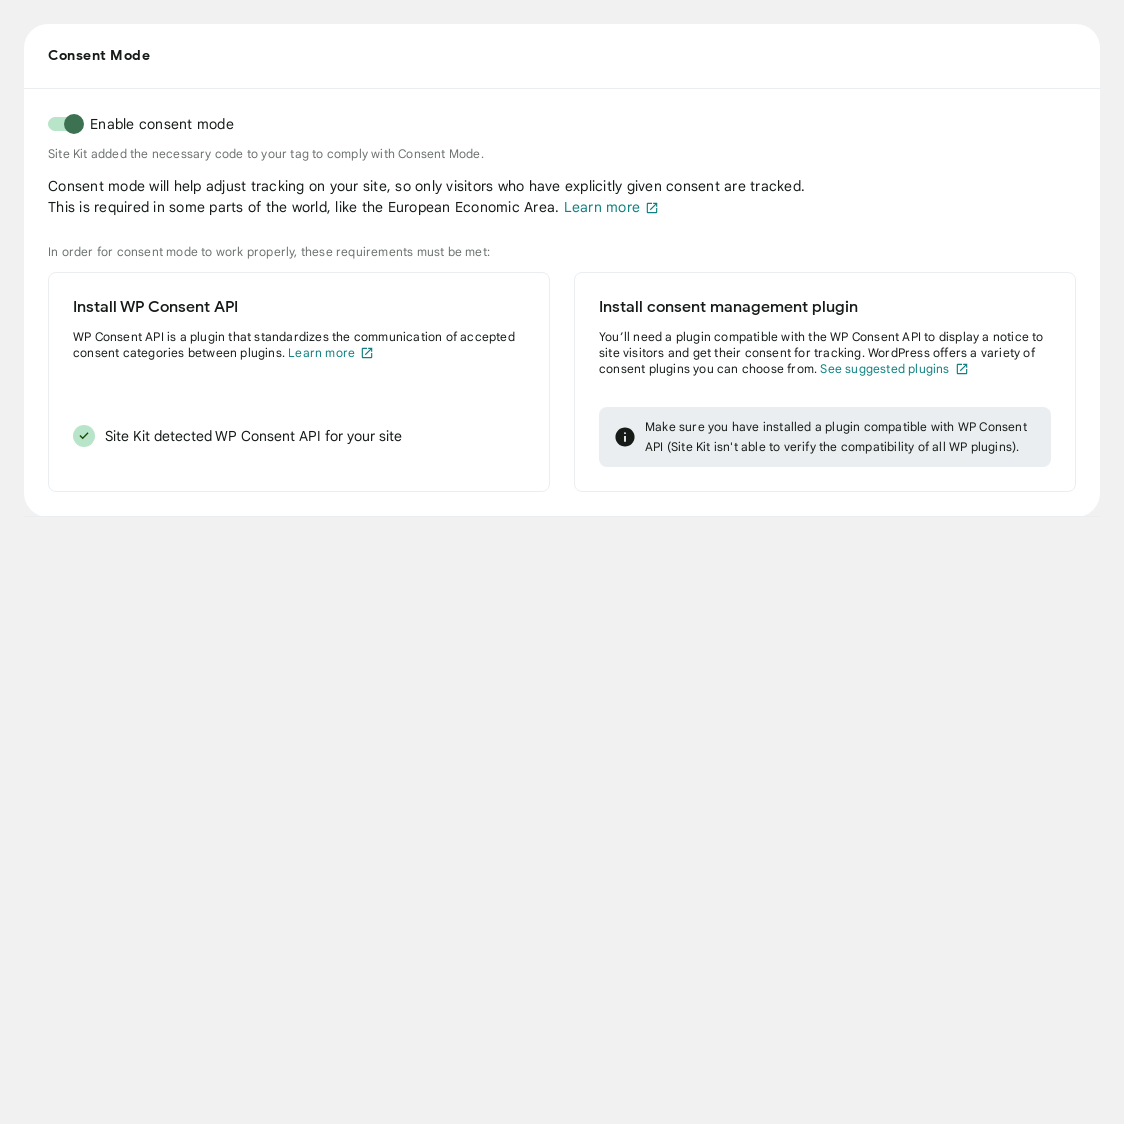 Consent Mode
Enable consent mode
Site Kit added the necessary code to your tag to comply with Consent Mode.
Consent mode will help adjust tracking on your site, so only visitors who have explicitly given consent are tracked.
This is required in some parts of the world, like the European Economic Area. Learn more
In order for consent mode to work properly, these requirements must be met:
Install WP Consent API
WP Consent API is a plugin that standardizes the communication of accepted
consent categories between plugins. Learn more
Site Kit detected WP Consent API for your site
Install consent management plugin
You’ll need a plugin compatible with the WP Consent API to display a notice to
site visitors and get their consent for tracking. WordPress offers a variety of
consent plugins you can choose from. See suggested plugins
Make sure you have installed a plugin compatible with WP Consent
API (Site Kit isn't able to verify the compatibility of all WP plugins).